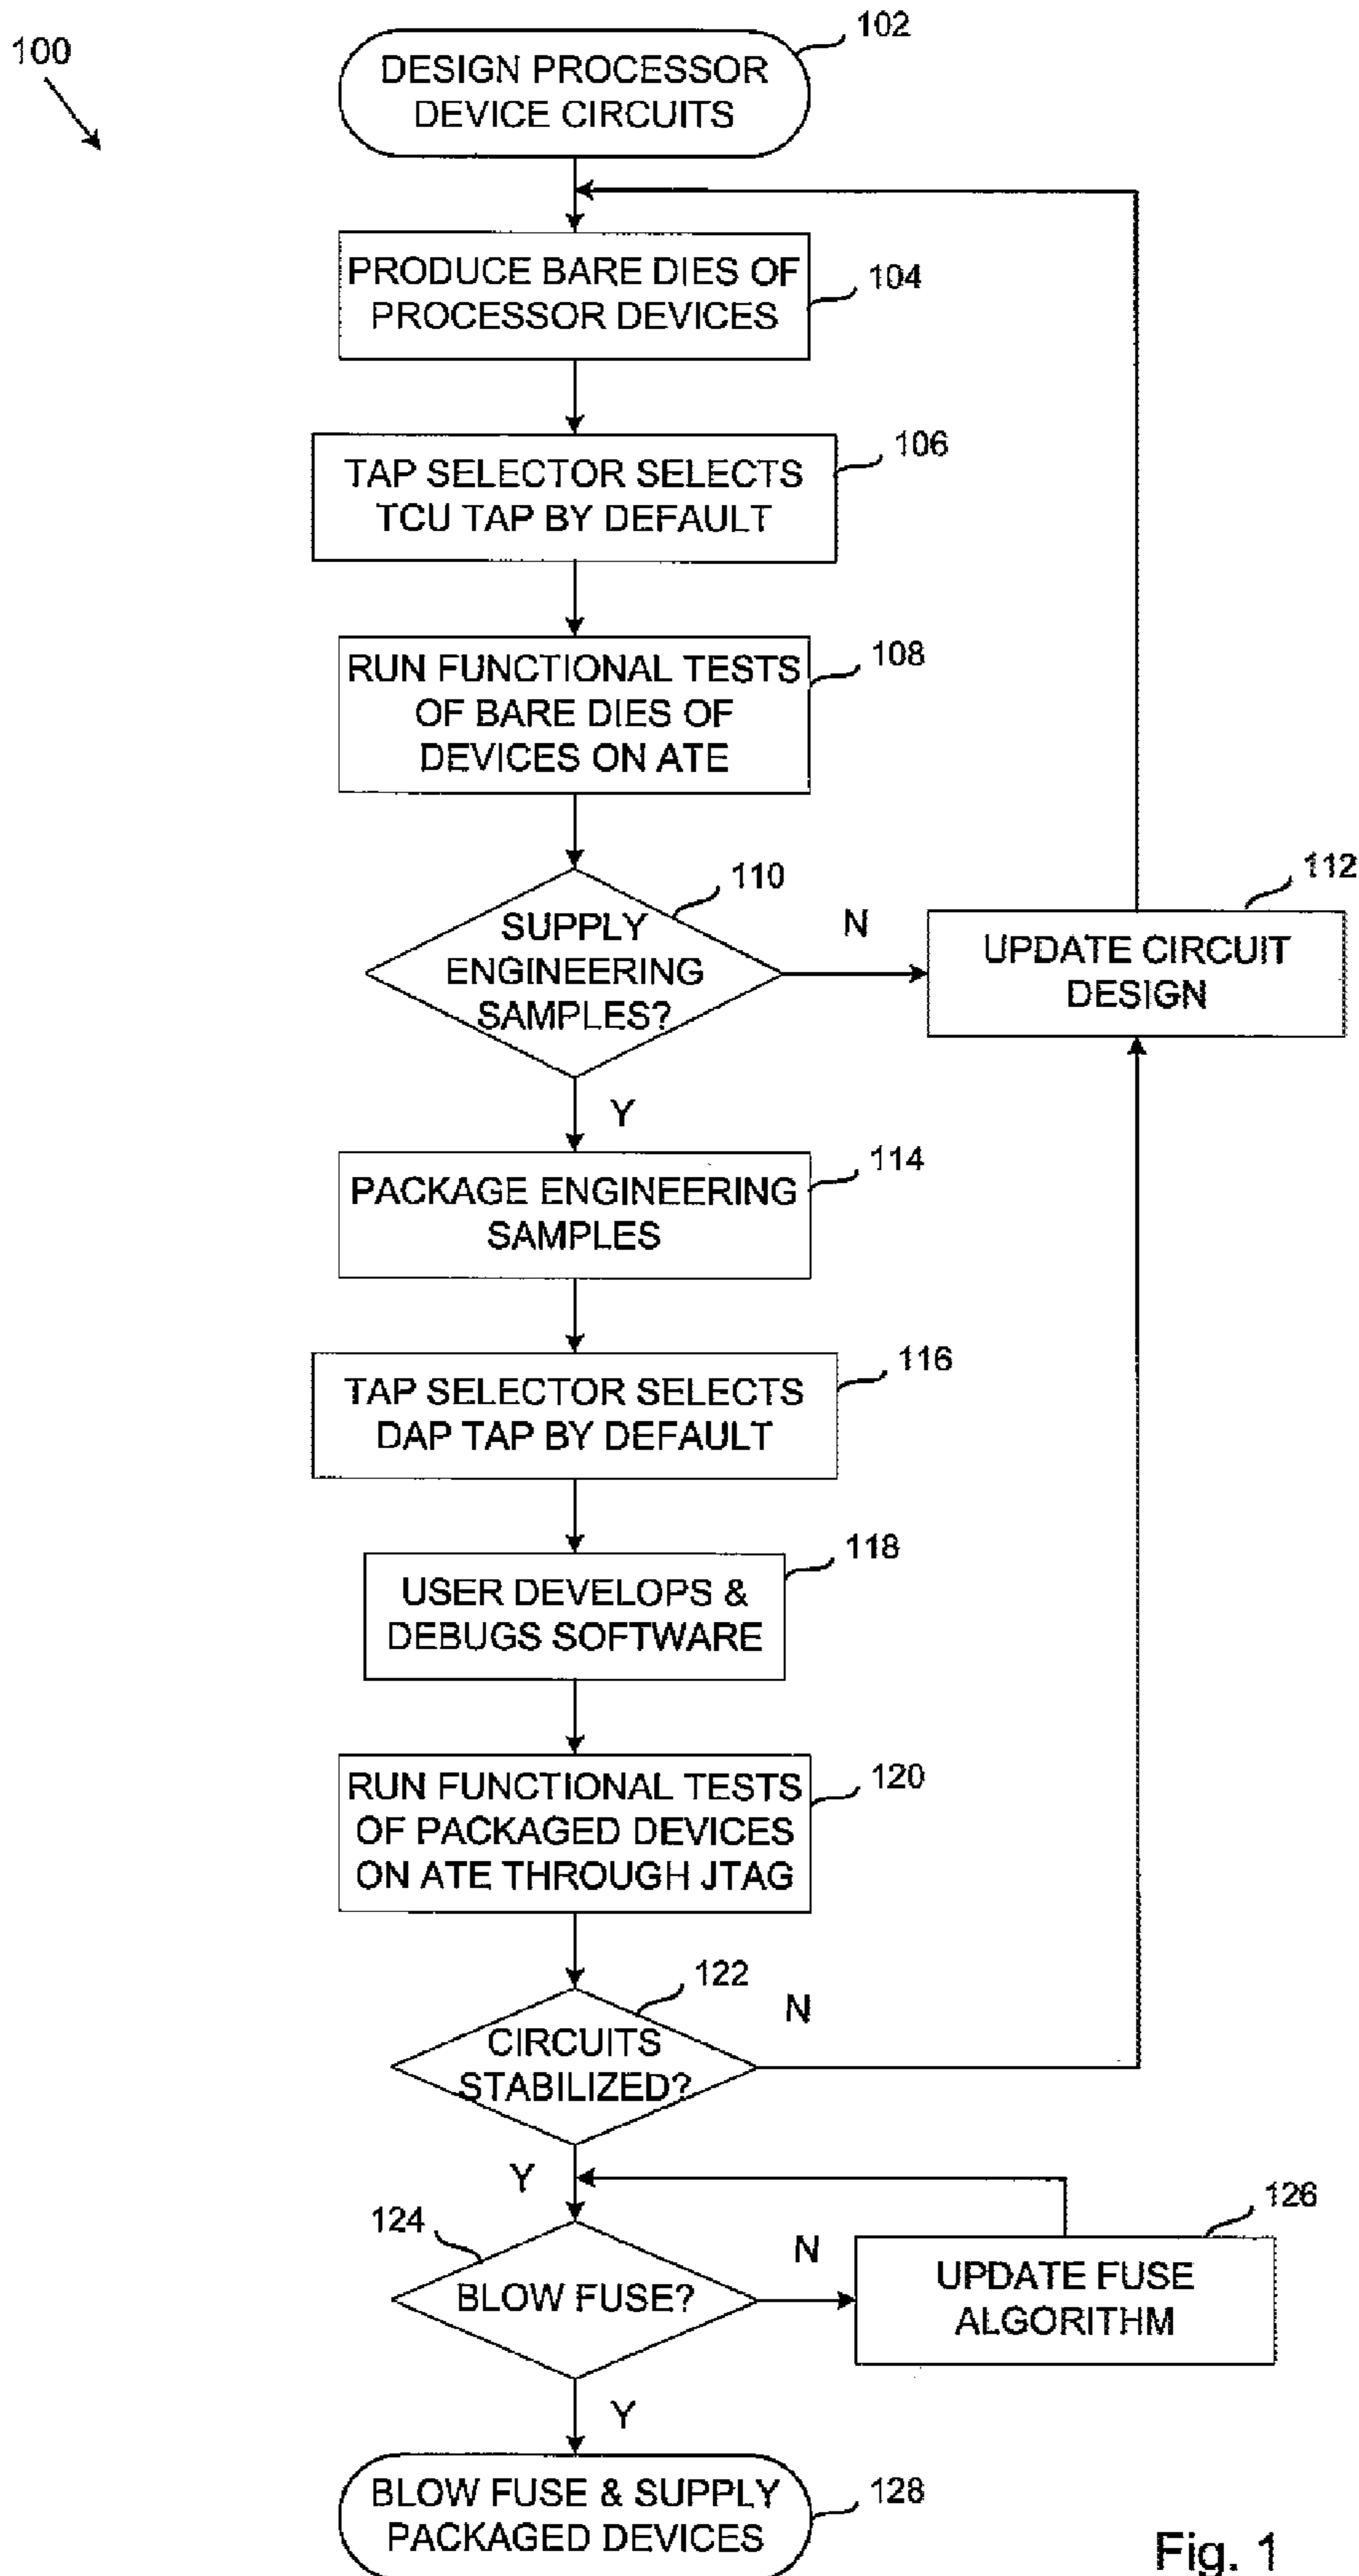 100
102
DESIGN PROCESSOR
DEVICE CIRCUITS
PRODUCE BARE DIES OF
PROCESSOR DEVICES
104
TAP SELECTOR SELECTS
TCU TAP BY DEFAULT
106
RUN FUNCTIONAL TESTS
OF BARE DIES OF
DEVICES ON ATE
108
110
SUPPLY
ENGINEERING
SAMPLES?
N
112
UPDATE CIRCUIT
DESIGN
Y
PACKAGE ENGINEERING
SAMPLES
114
TAP SELECTOR SELECTS
DAP TAP BY DEFAULT
116
USER DEVELOPS &
DEBUGS SOFTWARE
118
RUN FUNCTIONAL TESTS
OF PACKAGED DEVICES
ON ATE THROUGH JTAG
120
122
CIRCUITS
STABILIZED?
N
Y
124
BLOW FUSE?
N
126
UPDATE FUSE
ALGORITHM
Y
BLOW FUSE & SUPPLY
PACKAGED DEVICES
128
Fig. 1